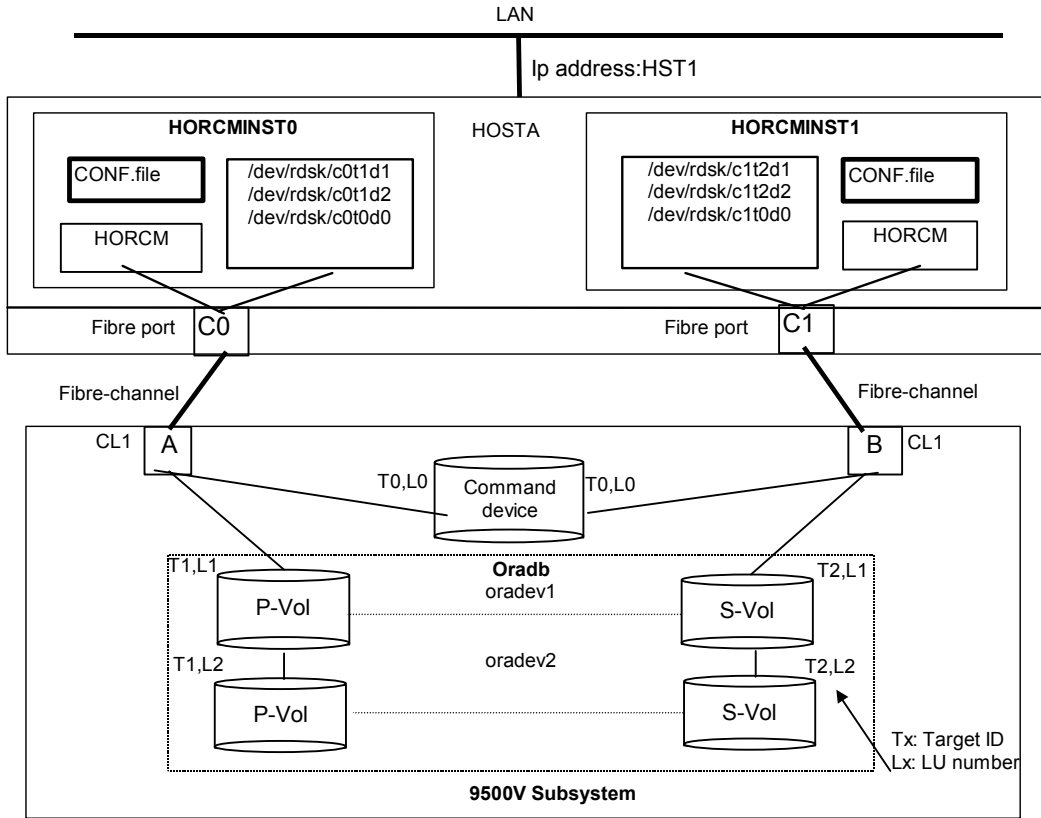 LAN
Ip address:HST1
HORCMINST0
HOSTA
HORCMINST1
CONF.file
/dev/rdsk/c0t1d1
/dev/rdsk/c0t1d2
/dev/rdsk/c0t0d0
HORCM
/dev/rdsk/c1t2d1
/dev/rdsk/c1t2d2
/dev/rdsk/c1t0d0
CONF.file
HORCM
Fibre port
C0
Fibre port
C1
Fibre-channel
Fibre-channel
CL1
A
B
CL1
T0,L0
Command
device
T0,L0
T1,L1
Oradb
oradev1
T2,L1
P-Vol
S-Vol
T1,L2
oradev2
T2,L2
P-Vol
S-Vol
Tx: Target ID
Lx: LU number
9500V Subsystem